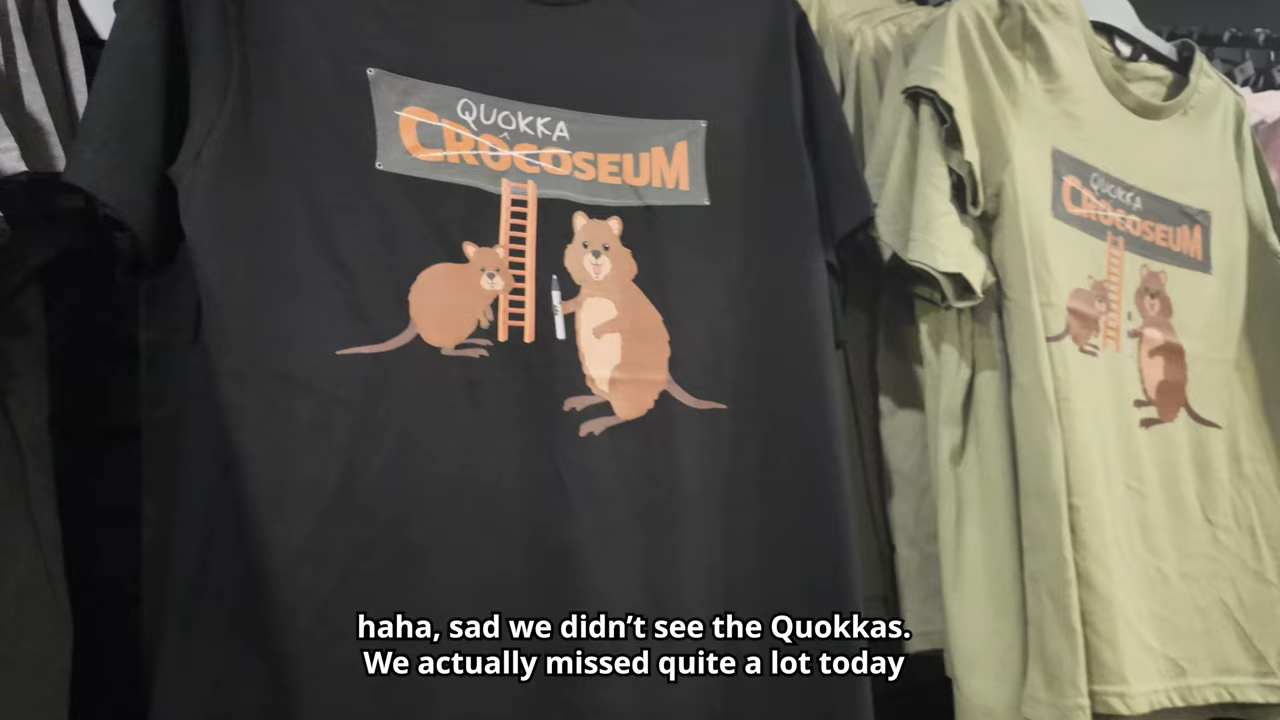 QUOKKA
CROCOSEUM
QUOKKA
CROCOSEUM
haha, sad we didn’t see the Quokkas.
We actually missed quite a lot today